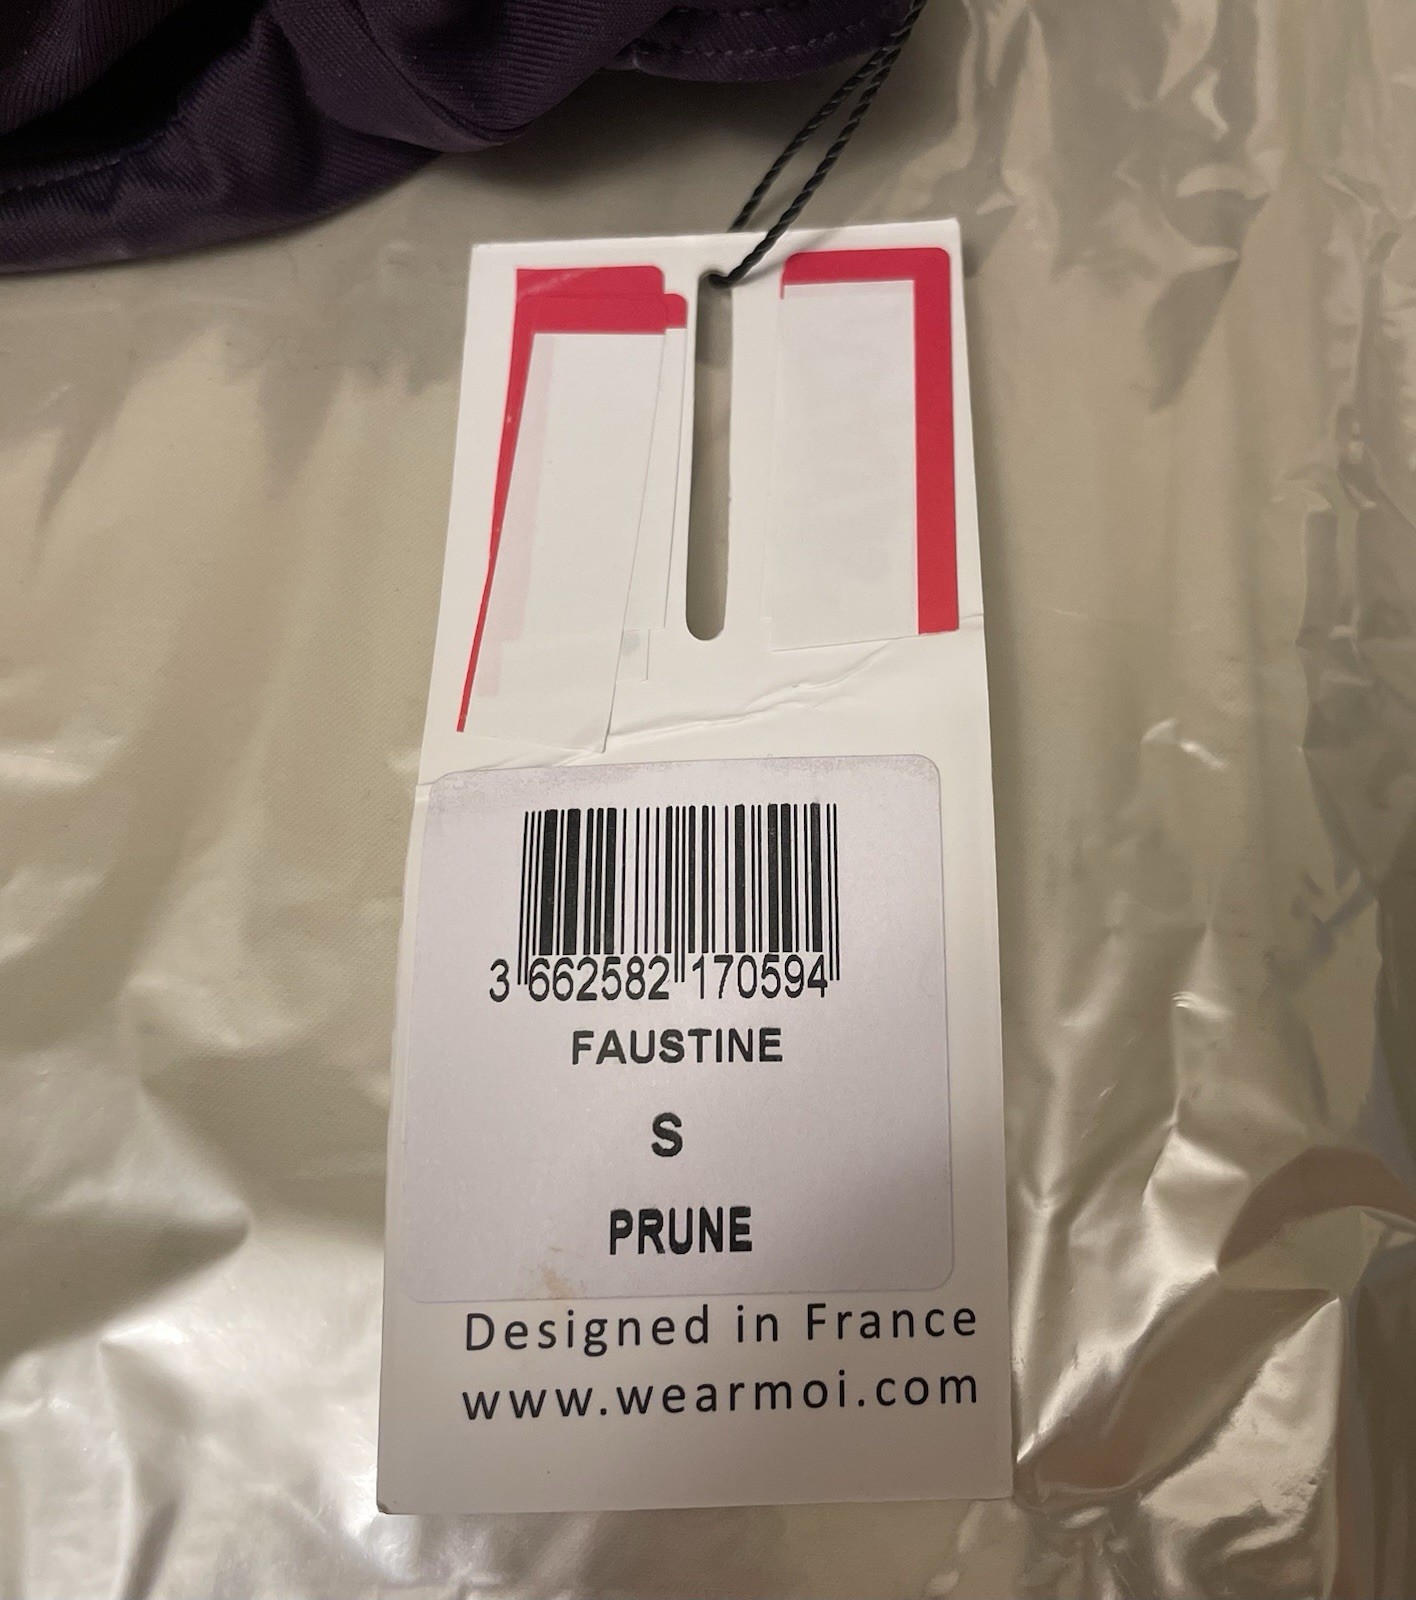 3 662582 170594
FAUSTINE
S
PRUNE
Designed in France
www.wearmoi.com